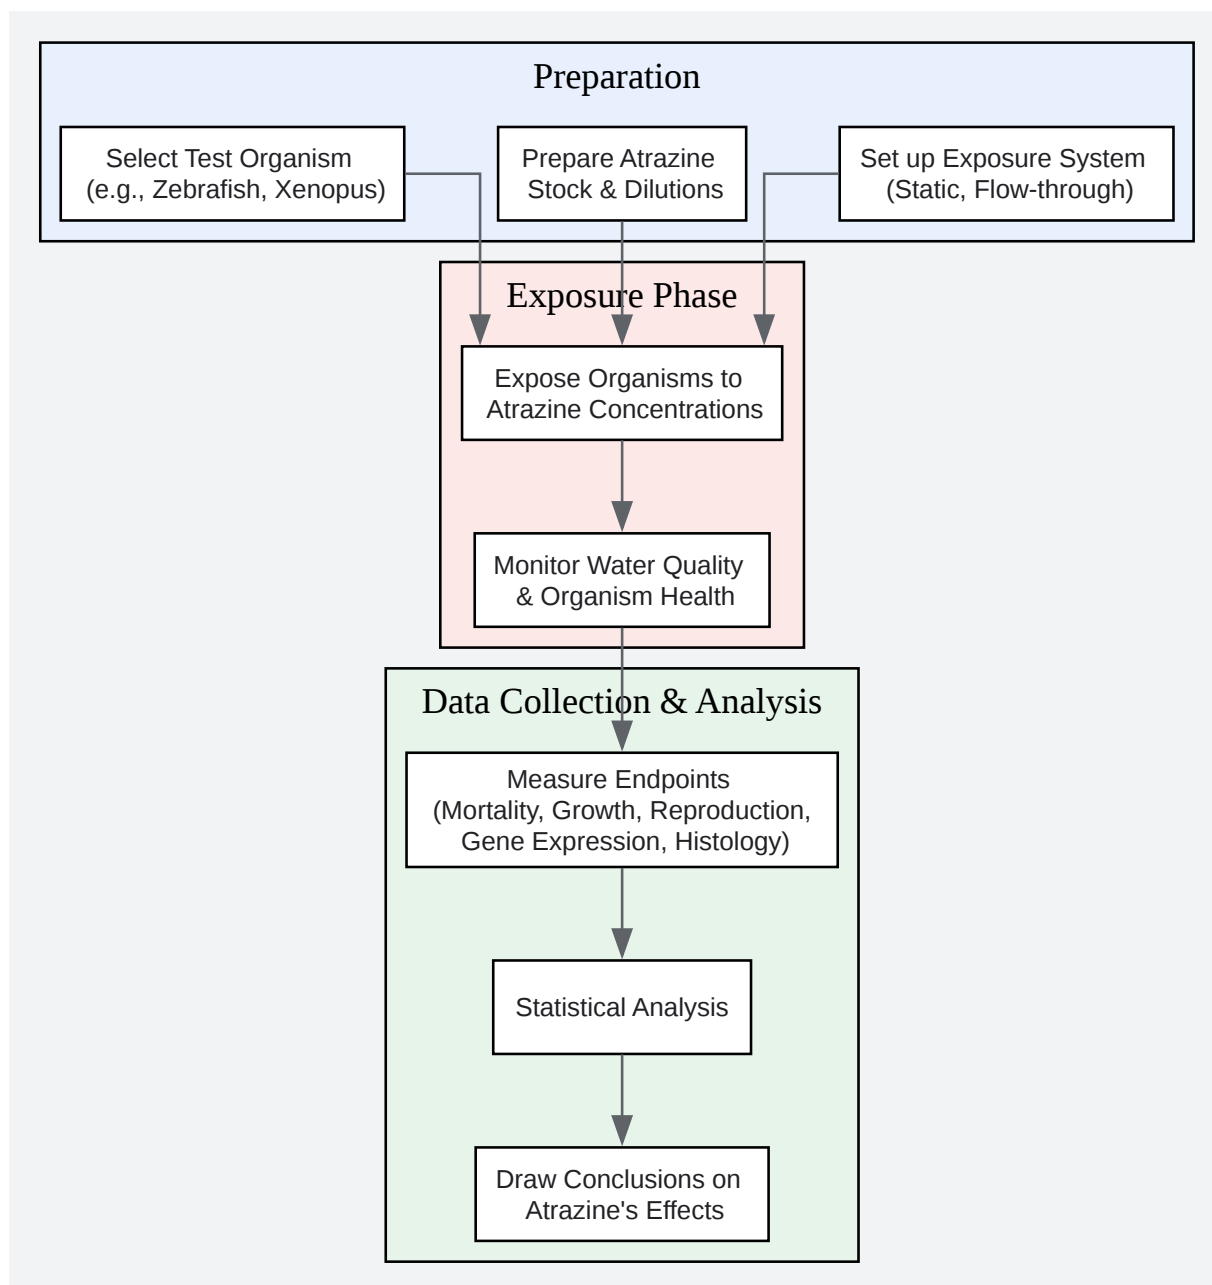 Preparation
Select Test Organism
(e.g., Zebrafish, Xenopus)
Prepare Atrazine
Stock & Dilutions
Set up Exposure System
(Static, Flow-through)
Exposure Phase
Expose Organisms to
Atrazine Concentrations
Monitor Water Quality
& Organism Health
Data Collection & Analysis
Measure Endpoints
(Mortality, Growth, Reproduction,
Gene Expression, Histology)
Statistical Analysis
Draw Conclusions on
Atrazine's Effects